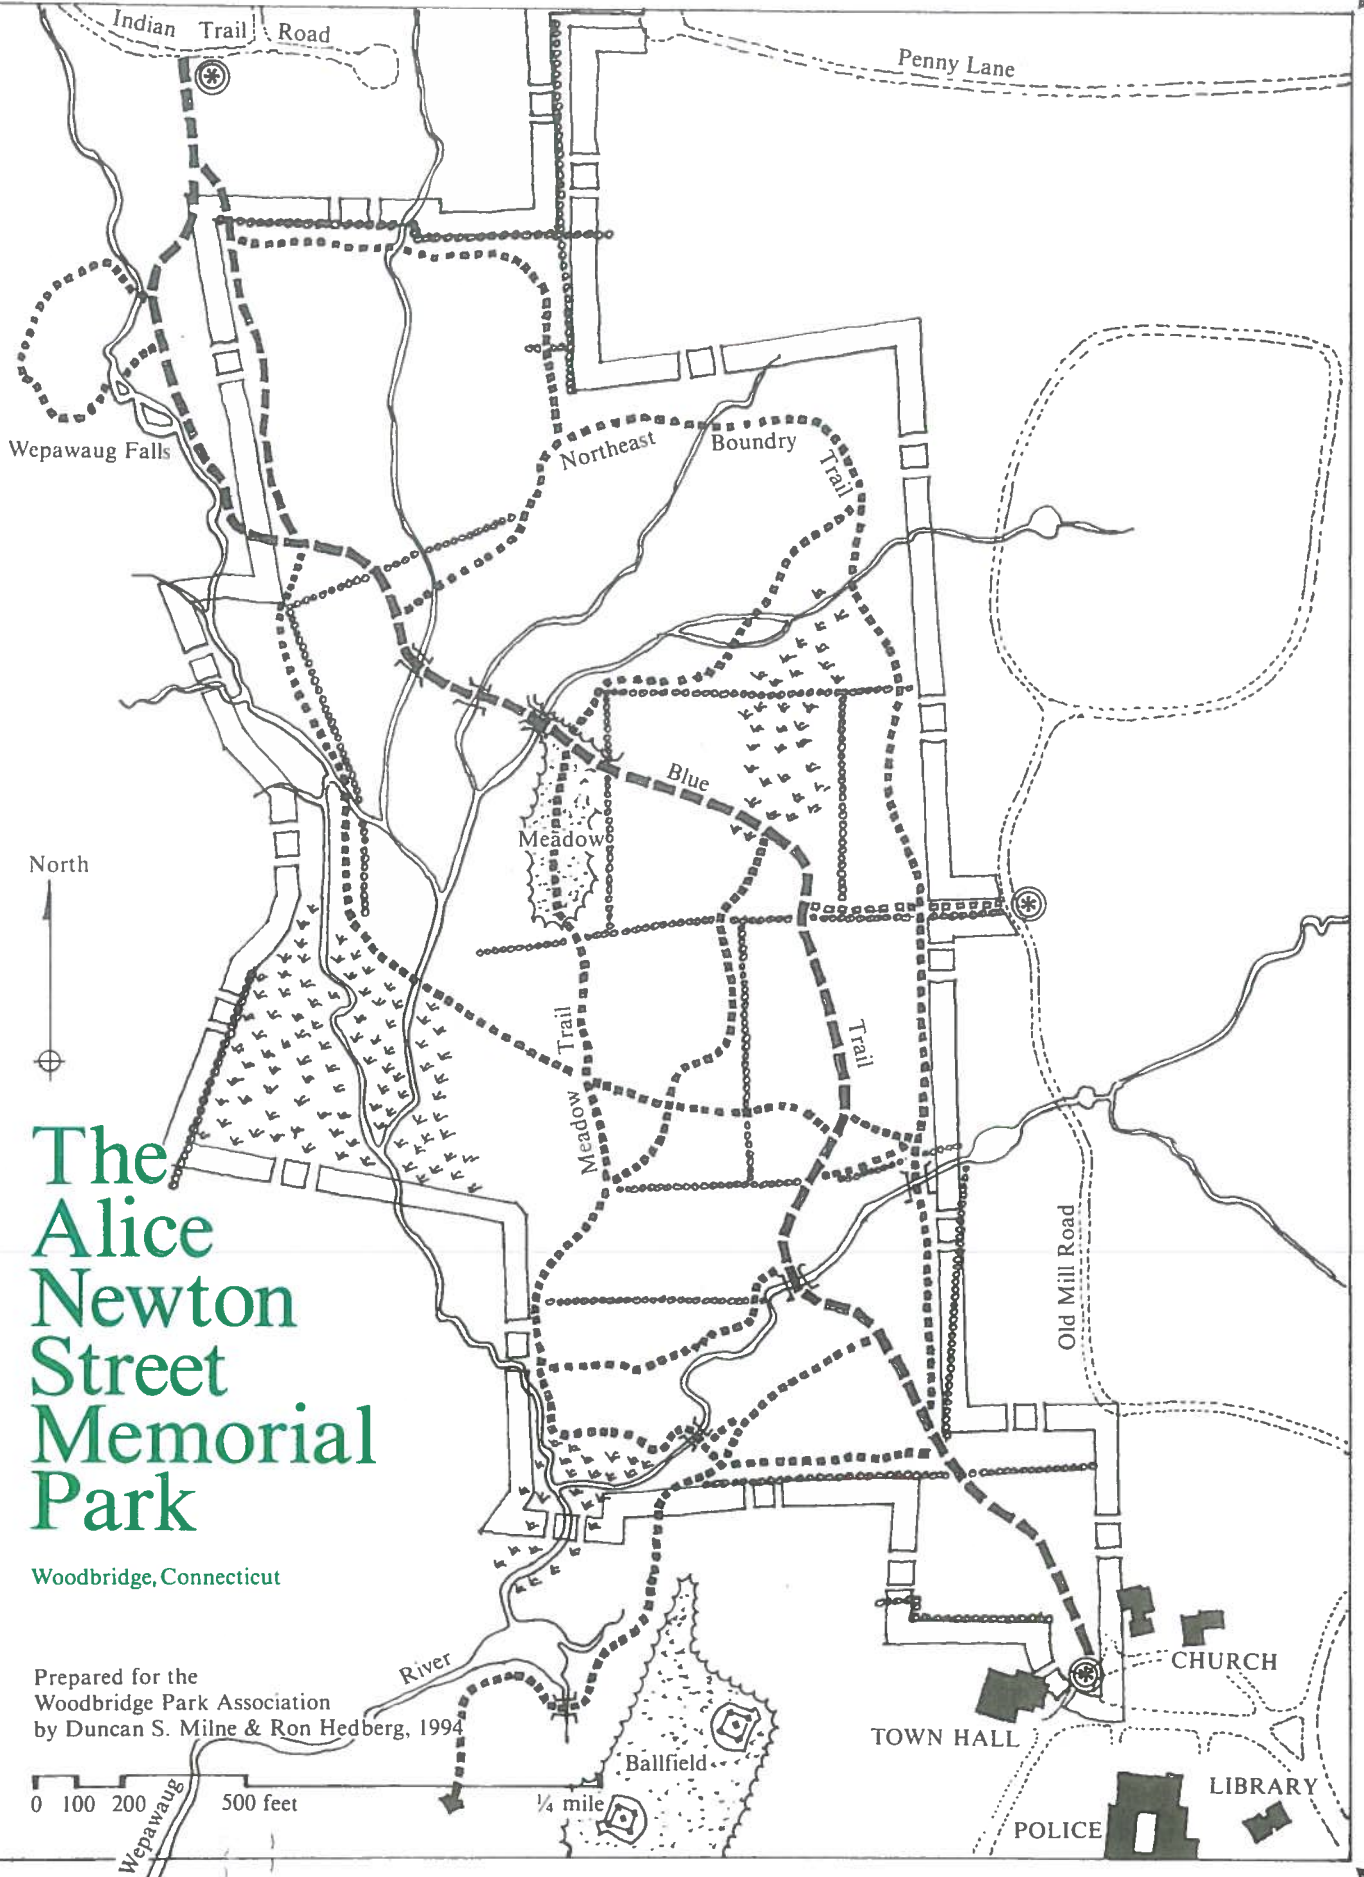 Indian Trail Road
Penny Lane
Wepawaug Falls
Northeast Boundry Trail
Blue
Trail
Meadow
North
Meadow Trail
Old Mill Road
The
Alice
Newton
Street
Memorial
Park
Woodbridge, Connecticut
Prepared for the
Woodbridge Park Association
by Duncan S. Milne & Ron Hedberg, 1994
0 100 200 500 feet ¼ mile
Wepawaug River
Ballfield
CHURCH
TOWN HALL
LIBRARY
POLICE